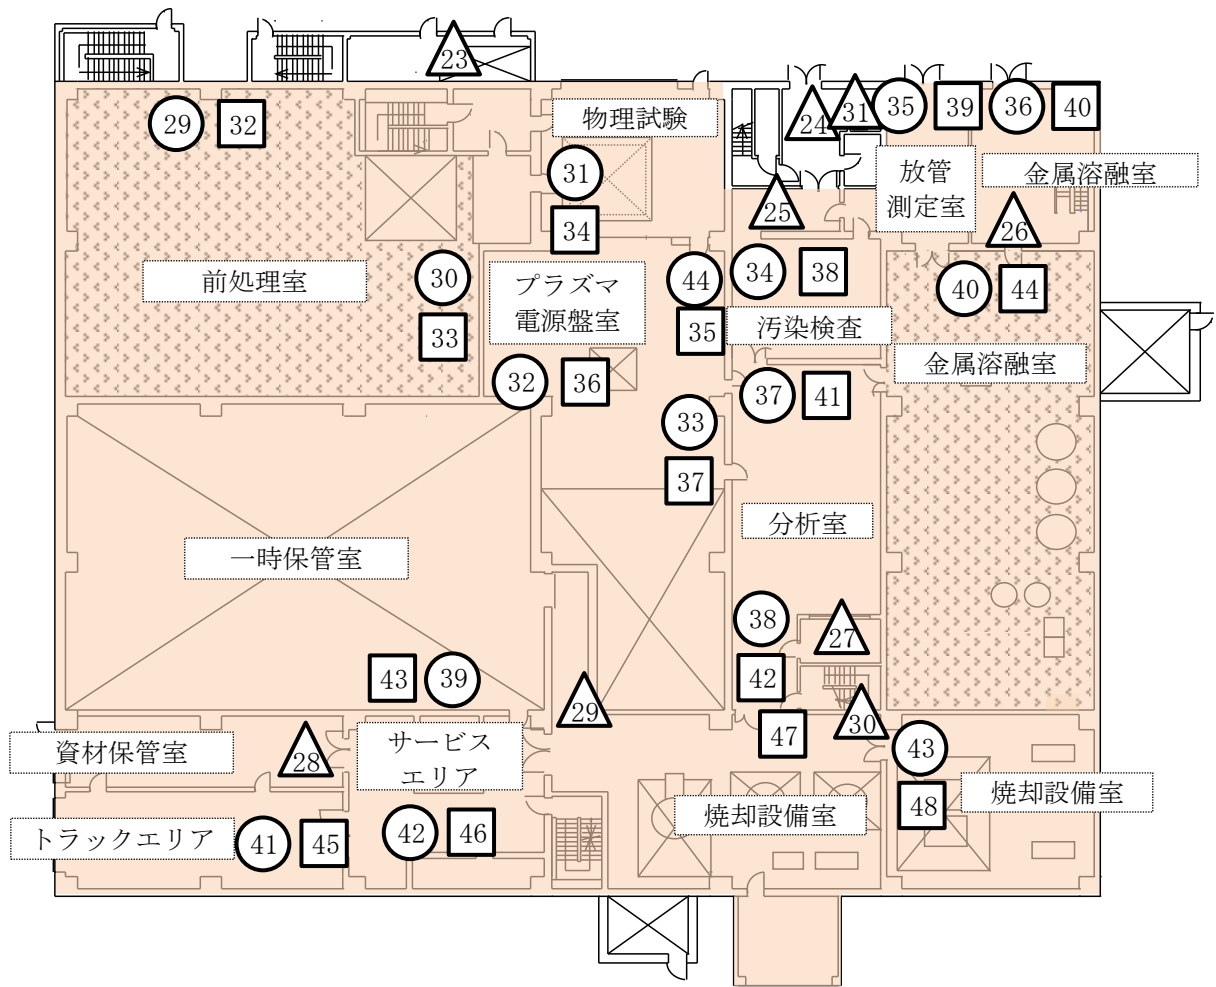 23
29
32
物理試験
24
31
35
39
36
40
31
34
25
放管
測定室
金属溶融室
26
前処理室
30
33
プラズマ
電源盤室
44
35
34
38
汚染検査
40
44
金属溶融室
32
36
37
41
33
37
分析室
一時保管室
38
42
27
43
39
29
47
30
資材保管室
28
サービス
エリア
43
48
焼却設備室
焼却設備室
トラックエリア
41
45
42
46